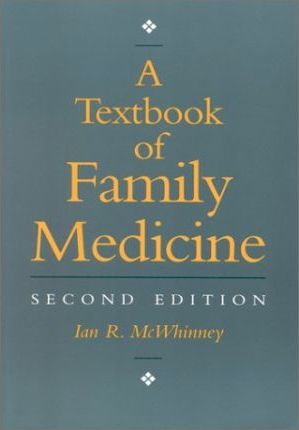 A
Textbook
of
Family
Medicine
SECOND EDITION
Ian R. McWhinney